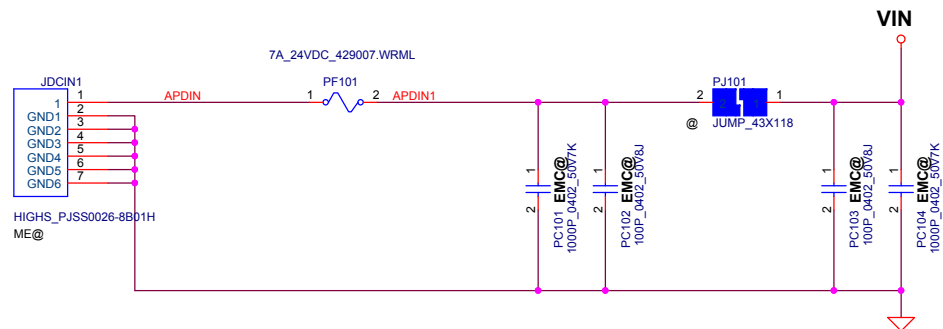 VIN
7A_24VDC_429007.WRML
JDCIN1
PF101
PJ101
1
1
APDIN
1
2
APDIN1
2
2
1
1
GND1
2
GND2
3
GND3
4
GND4
5
GND5
6
GND6
7
@
JUMP_43X118
HIGHS_PJSS0026-8B01H
ME@
1
2
PC101
EMC@
1000P_0402_50V7K
1
2
PC102
EMC@
100P_0402_50V8J
1
2
PC103
EMC@
100P_0402_50V8J
1
2
PC104
EMC@
1000P_0402_50V7K